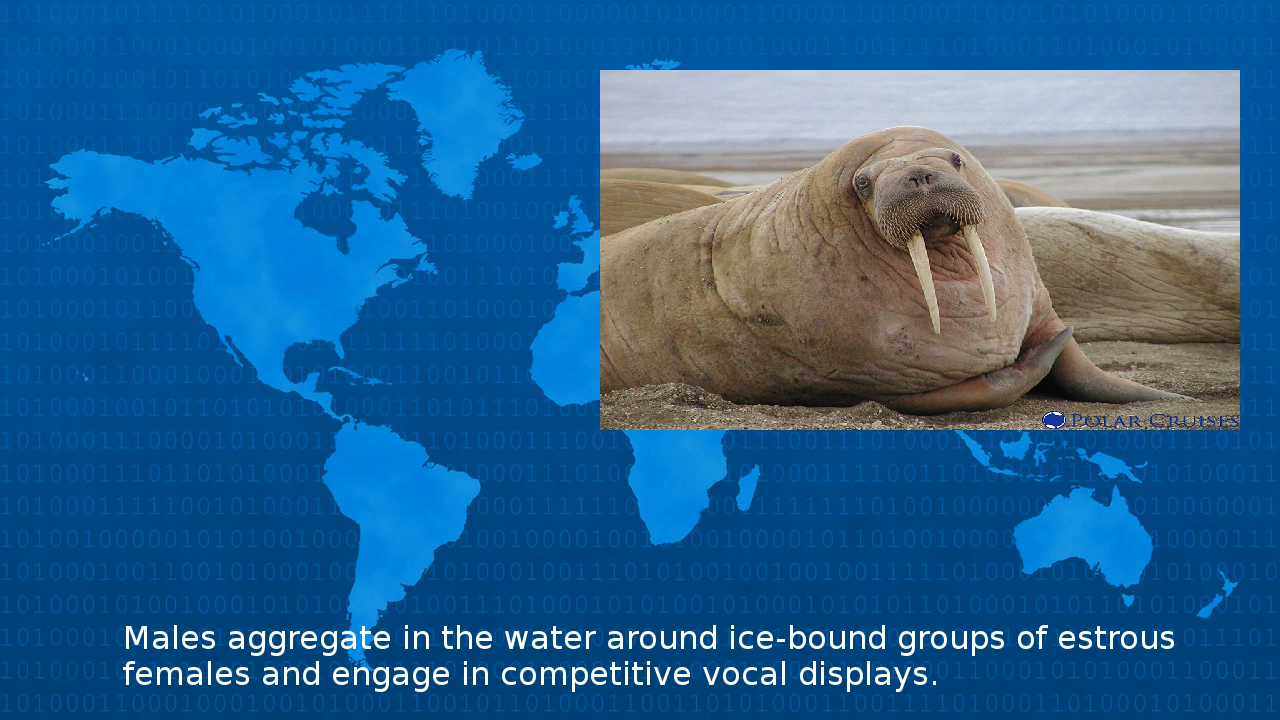 POLAR CRUISES
Males aggregate in the water around ice-bound groups of estrous
females and engage in competitive vocal displays.